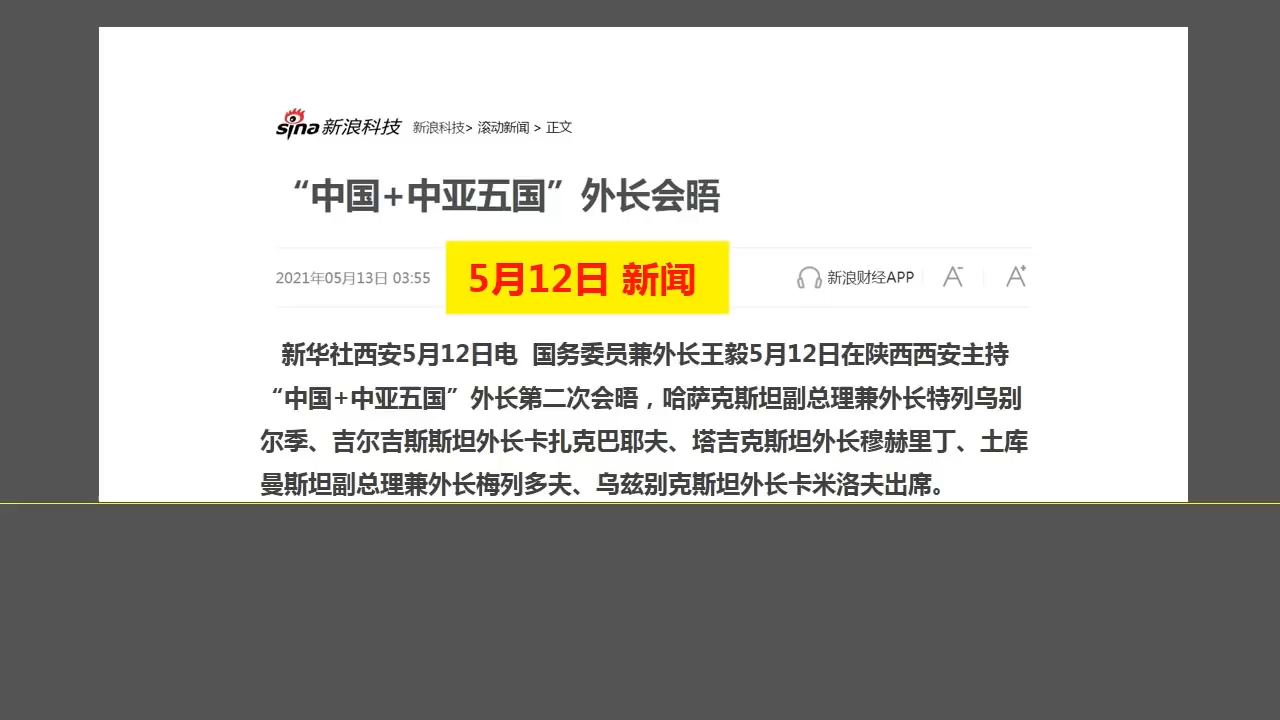 sina新浪科技 新浪科技> 滚动新闻 > 正文
“中国+中亚五国”外长会晤
2021年05月13日 03:55 5月12日 新闻 新浪财经APP A- A+
新华社西安5月12日电 国务委员兼外长王毅5月12日在陕西西安主持
“中国+中亚五国”外长第二次会晤，哈萨克斯坦副总理兼外长特列乌别
尔季、吉尔吉斯斯坦外长卡扎克巴耶夫、塔吉克斯坦外长穆赫里丁、土库
曼斯坦副总理兼外长梅列多夫、乌兹别克斯坦外长卡米洛夫出席。